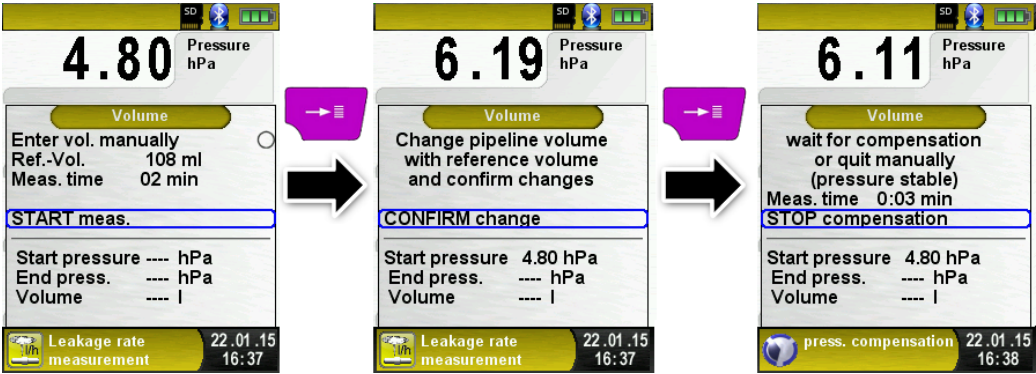 SD
4.80
Pressure
hPa
Volume
Enter vol. manually
Ref.-Vol. 108 ml
Meas. time 02 min
START meas.
Start pressure ---- hPa
End press. ---- hPa
Volume ---- l
l/h
Leakage rate
measurement
22.01.15
16:37
SD
6.19
Pressure
hPa
Volume
Change pipeline volume
with reference volume
and confirm changes
CONFIRM change
Start pressure 4.80 hPa
End press. ---- hPa
Volume ---- l
l/h
Leakage rate
measurement
22.01.15
16:37
SD
6.11
Pressure
hPa
Volume
wait for compensation
or quit manually
(pressure stable)
Meas. time 0:03 min
STOP compensation
Start pressure 4.80 hPa
End press. ---- hPa
Volume ---- l
press. compensation
22.01.15
16:38